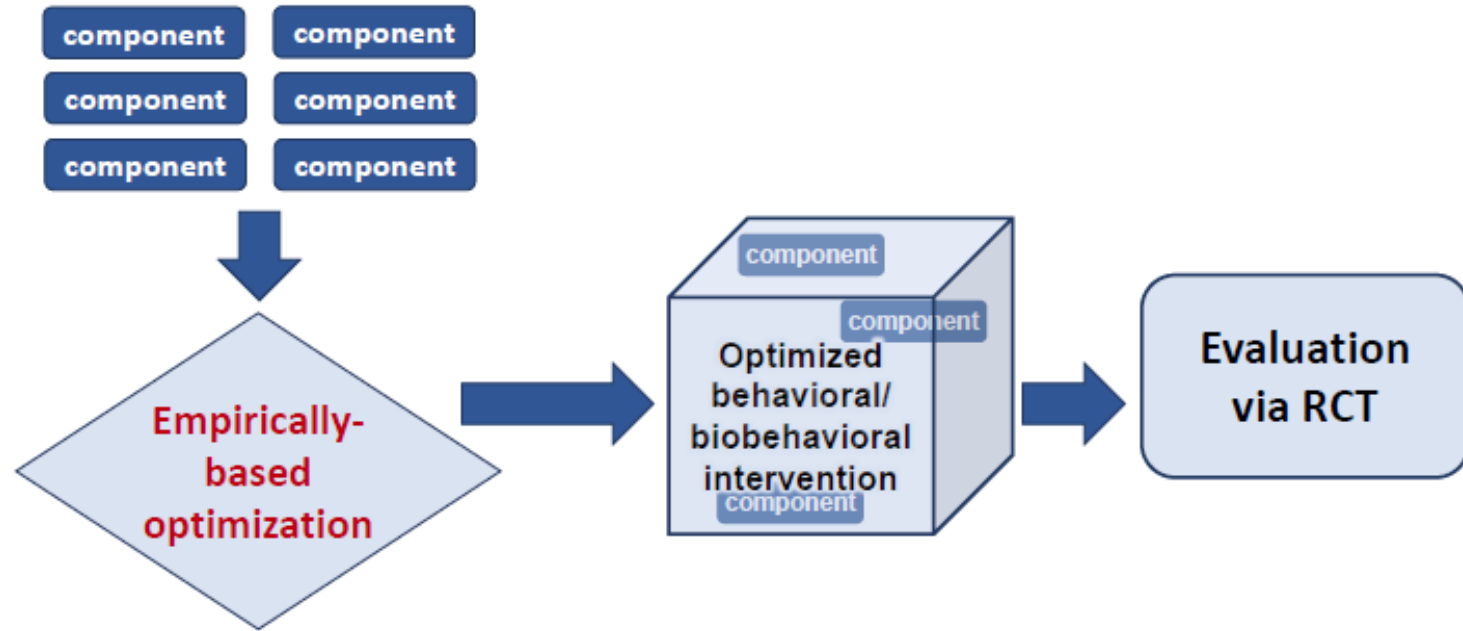 component component
component component
component component
Empirically-
based
optimization
component
component
Optimized
behavioral/
biobehavioral
intervention
component
Evaluation
via RCT